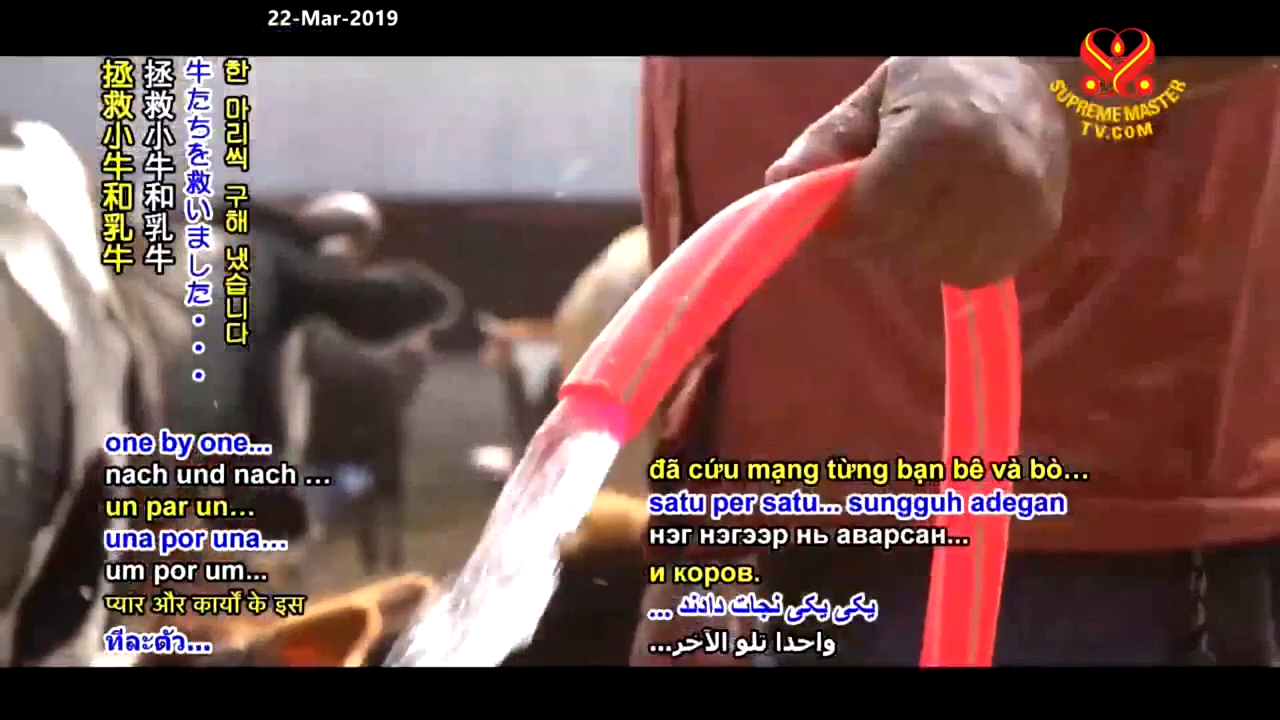 22-Mar-2019
SUPREME MASTER
TV.COM
拯救小牛和乳牛
拯救小牛和乳牛
牛たちを救いました・・・
한 마리씩 구해 냈습니다
one by one...
nach und nach ...
un par un...
una por una...
um por um...
प्यार और कार्यों के इस
ทีละตัว...
đã cứu mạng từng bạn bê và bò...
satu per satu... sungguh adegan
нэг нэгээр нь аварсан...
и коров.
یکی یکی نجات دادند ...
واحدا تلو الآخر...